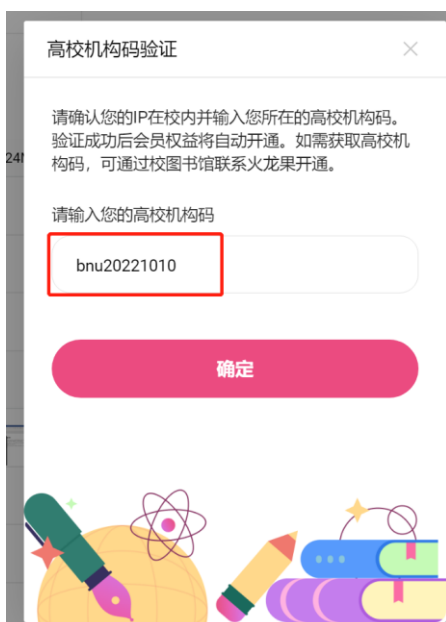 高校机构码验证
请确认您的IP在校内并输入您所在的高校机构码。
验证成功后会员权益将自动开通。如需获取高校机
构码，可通过校图书馆联系火龙果开通。
请输入您的高校机构码
bnu20221010
确定